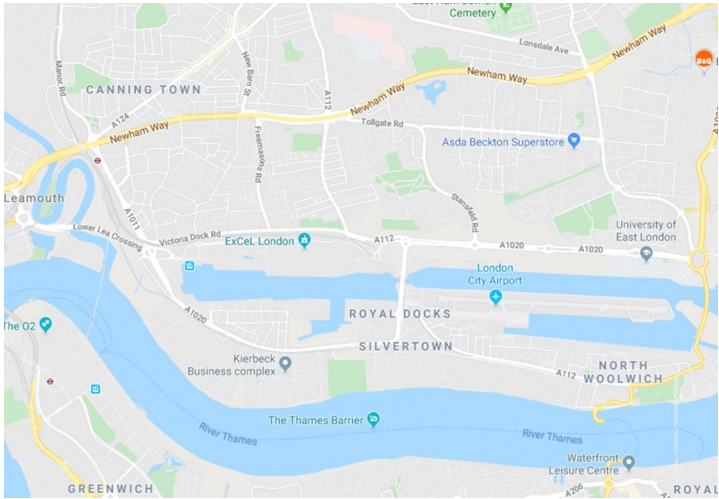 Cemetery
Lonsdale Ave
Newham Way
B&Q
Manor Rd
New Barn St
Newham Way
CANNING TOWN
A112
A124
Tollgate Rd
Newham Way
Freemasons Rd
Asda Beckton Superstore
Leamouth
A1011
Stansfeld Rd
University of
East London
Lower Lea Crossing
Victoria Dock Rd
ExCeL London
A112
A1020
A1020
London
City Airport
A1020
ROYAL DOCKS
The O2
SILVERTOWN
Kierbeck
Business complex
A112
NORTH
WOOLWICH
The Thames Barrier
River Thames
River Thames
Waterfront
Leisure Centre
GREENWICH
A206
ROYAL